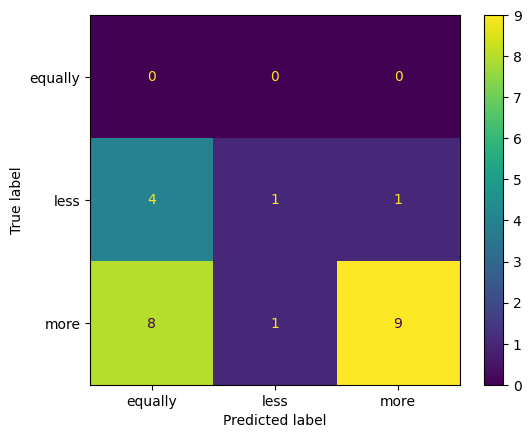 equally 0 0 0
less 4 1 1
more 8 1 9
equally less more
Predicted label
True label
9
8
7
6
5
4
3
2
1
0